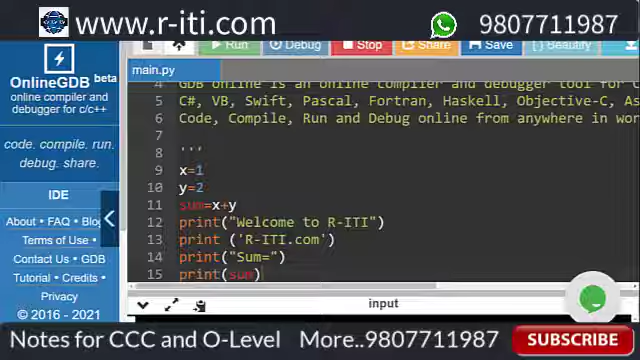 www.r-iti.com
9807711987
OnlineGDB beta
online compiler and
debugger for c/c++
code. compile. run.
debug. share.
IDE
About • FAQ • Blog
Terms of Use •
Contact Us • GDB
Tutorial • Credits •
Privacy
© 2016 - 2021
Run
Debug
Stop
Share
Save
{ } Beautify
main.py
4 GDB online is an online compiler and debugger tool for C
5 C#, VB, Swift, Pascal, Fortran, Haskell, Objective-C, As
6 Code, Compile, Run and Debug online from anywhere in wor
7
8 '''
9 x=1
10 y=2
11 sum=x+y
12 print("Welcome to R-ITI")
13 print ('R-ITI.com')
14 print("Sum=")
15 print(sum)
input
Notes for CCC and O-Level More..9807711987
SUBSCRIBE